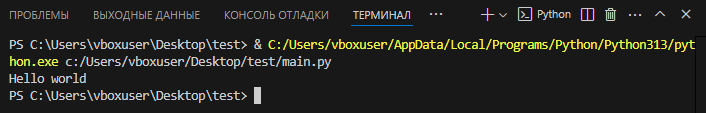 ПРОБЛЕМЫ ВЫХОДНЫЕ ДАННЫЕ КОНСОЛЬ ОТЛАДКИ ТЕРМИНАЛ ··· Python ···
PS C:\Users\vboxuser\Desktop\test> & C:/Users/vboxuser/AppData/Local/Programs/Python/Python313/pyt
hon.exe c:/Users/vboxuser/Desktop/test/main.py
Hello world
PS C:\Users\vboxuser\Desktop\test>